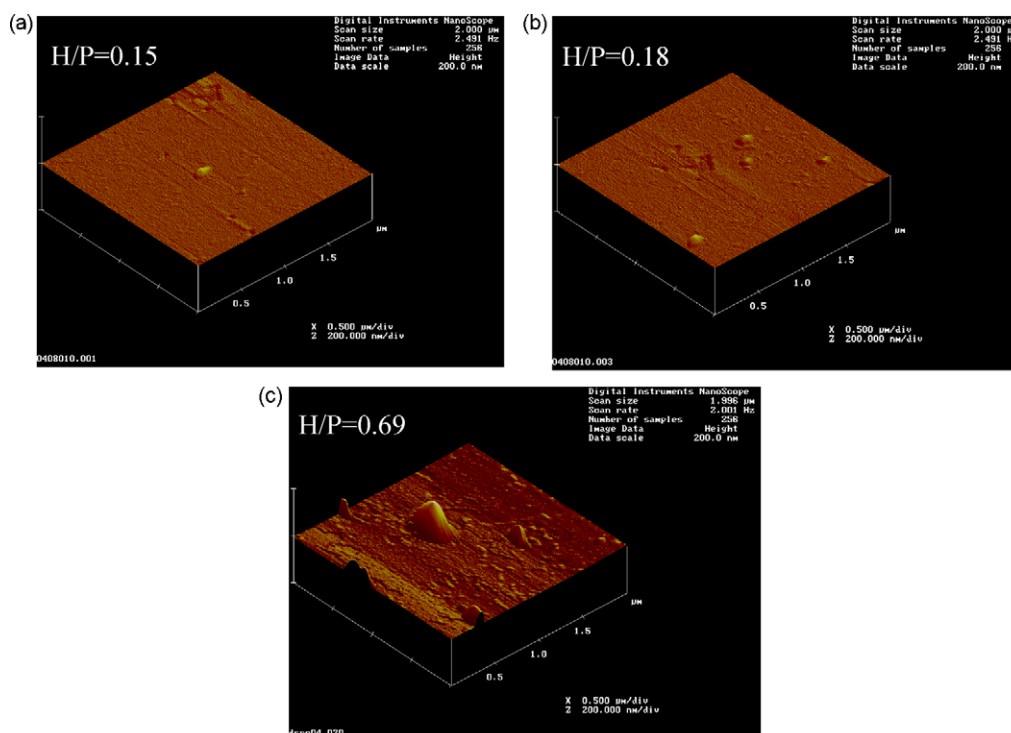 (a)
Digital Instruments NanoScope
Scan size 2.000 µm
Scan rate 2.491 Hz
Number of samples 256
Image Data Height
Data scale 200.0 nm
H/P=0.15
µm
1.5
1.0
0.5
X 0.500 µm/div
Z 200.000 nm/div
0408010.001
(b)
Digital Instruments NanoScope
Scan size 2.000 µm
Scan rate 2.491 Hz
Number of samples 256
Image Data Height
Data scale 200.0 nm
H/P=0.18
µm
1.5
1.0
0.5
X 0.500 µm/div
Z 200.000 nm/div
0408010.003
(c)
Digital Instruments NanoScope
Scan size 1.996 µm
Scan rate 2.001 Hz
Number of samples 256
Image Data Height
Data scale 200.0 nm
H/P=0.69
µm
1.5
1.0
0.5
X 0.500 µm/div
Z 200.000 nm/div